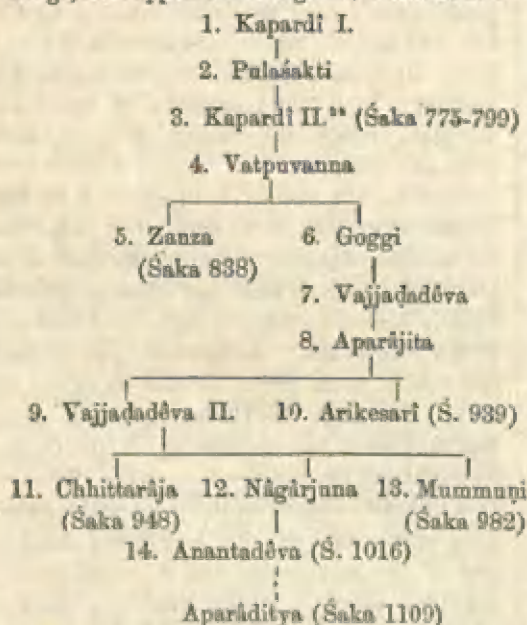 1. Kapardî I.
2. Pulaśakti
3. Kapardî II. (Śaka 775-799)
4. Vatpuvanna
5. Zanza 6. Goggi
(Śaka 838)
7. Vajjaḍadêva
8. Aparâjita
9. Vajjaḍadêva II. 10. Arikesarî (Ś. 939)
11. Chhittarâja 12. Nâgârjuna 13. Mummuṇi
(Śaka 948) (Śaka 982)
14. Anantadêva (Ś. 1016)
Aparâditya (Śaka 1109)